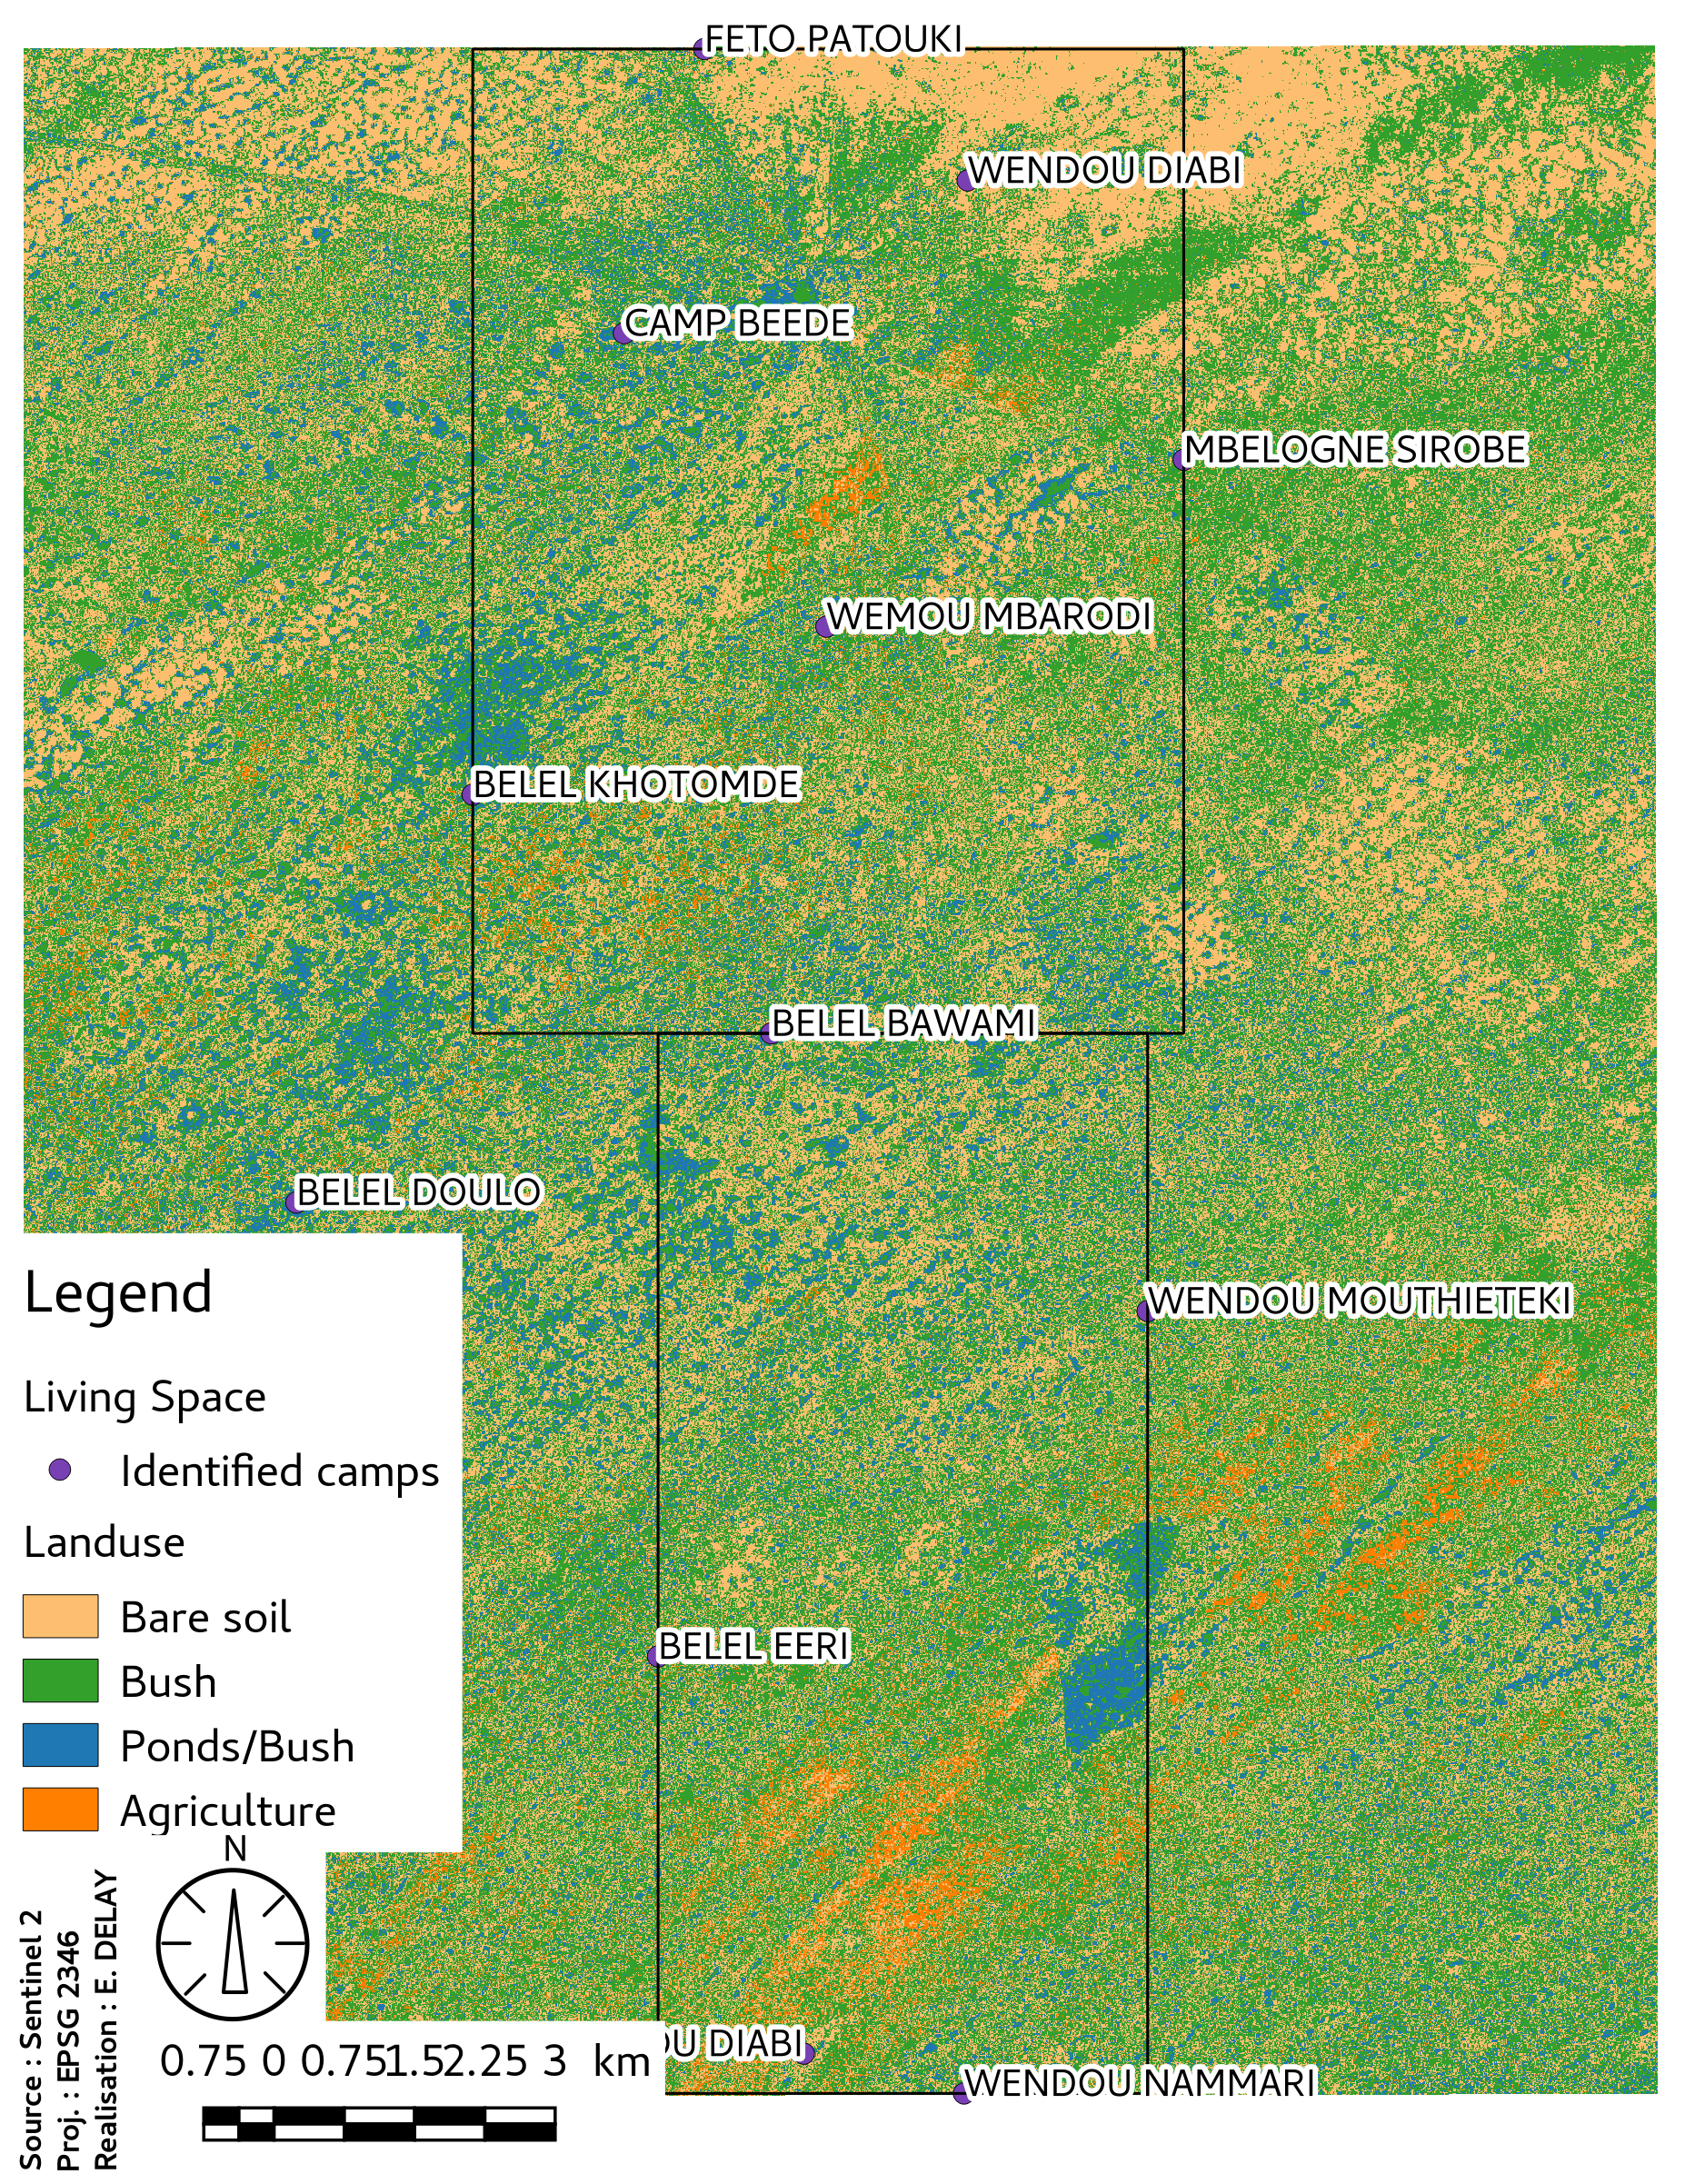 FETO PATOUKI
WENDOU DIABI
CAMP BEEDE
MBELOGNE SIROBE
WEMOU MBARODI
BELEL KHOTOMDE
BELEL BAWAMI
BELEL DOULO
WENDOU MOUTHIETEKI
BELEL EERI
DIABI
WENDOU NAMMARI
Legend
Living Space
Identified camps
Landuse
Bare soil
Bush
Ponds/Bush
Agriculture
N
0.75 0 0.75 1.5 2.25 3 km
Source : Sentinel 2
Proj. : EPSG 2346
Realisation : E. DELAY